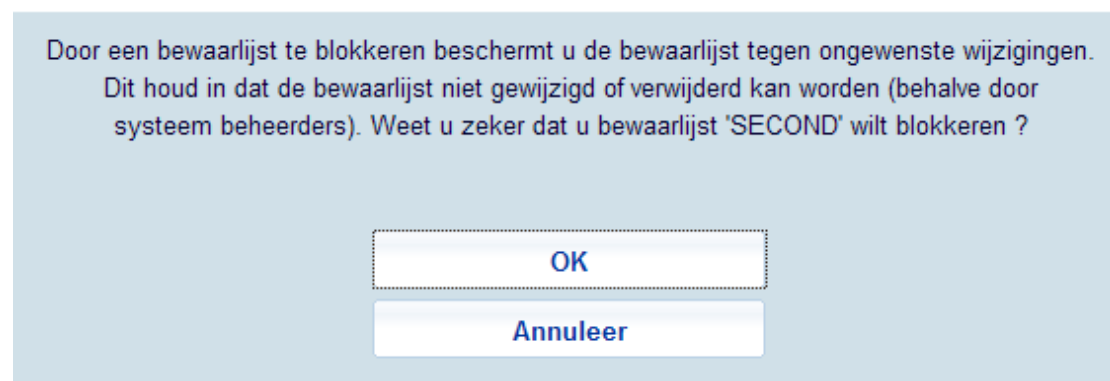 Door een bewaarlijst te blokkeren beschermt u de bewaarlijst tegen ongewenste wijzigingen.
Dit houd in dat de bewaarlijst niet gewijzigd of verwijderd kan worden (behalve door
systeem beheerders). Weet u zeker dat u bewaarlijst 'SECOND' wilt blokkeren ?
OK
Annuleer